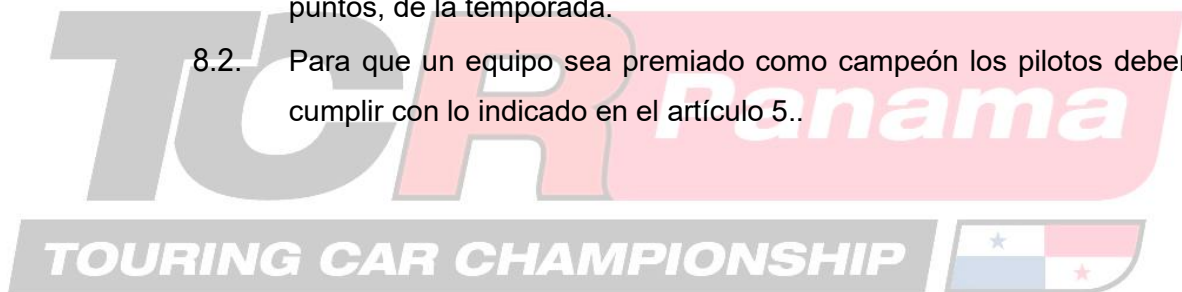 puntos, de la temporada.
8.2. Para que un equipo sea premiado como campeón los pilotos deber
cumplir con lo indicado en el artículo 5..
TCR Panama
TOURING CAR CHAMPIONSHIP